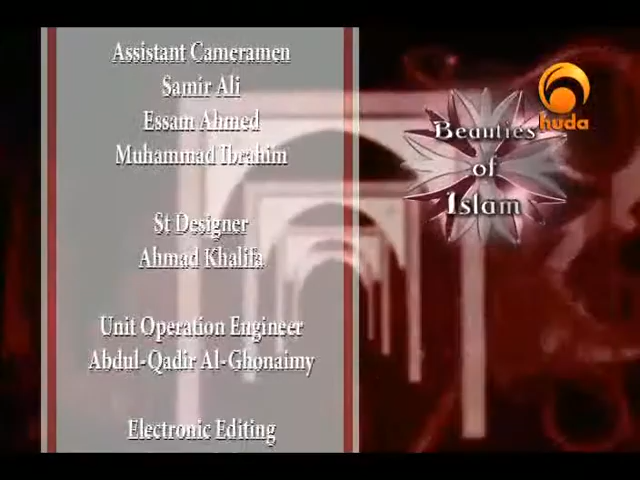 Assistant Cameramen
Samir Ali
Essam Ahmed
Muhammad Ibrahim
St Designer
Ahmad Khalifa
Unit Operation Engineer
Abdul-Qadir Al-Ghonaimy
Electronic Editing
Beauties
of
Islam
huda